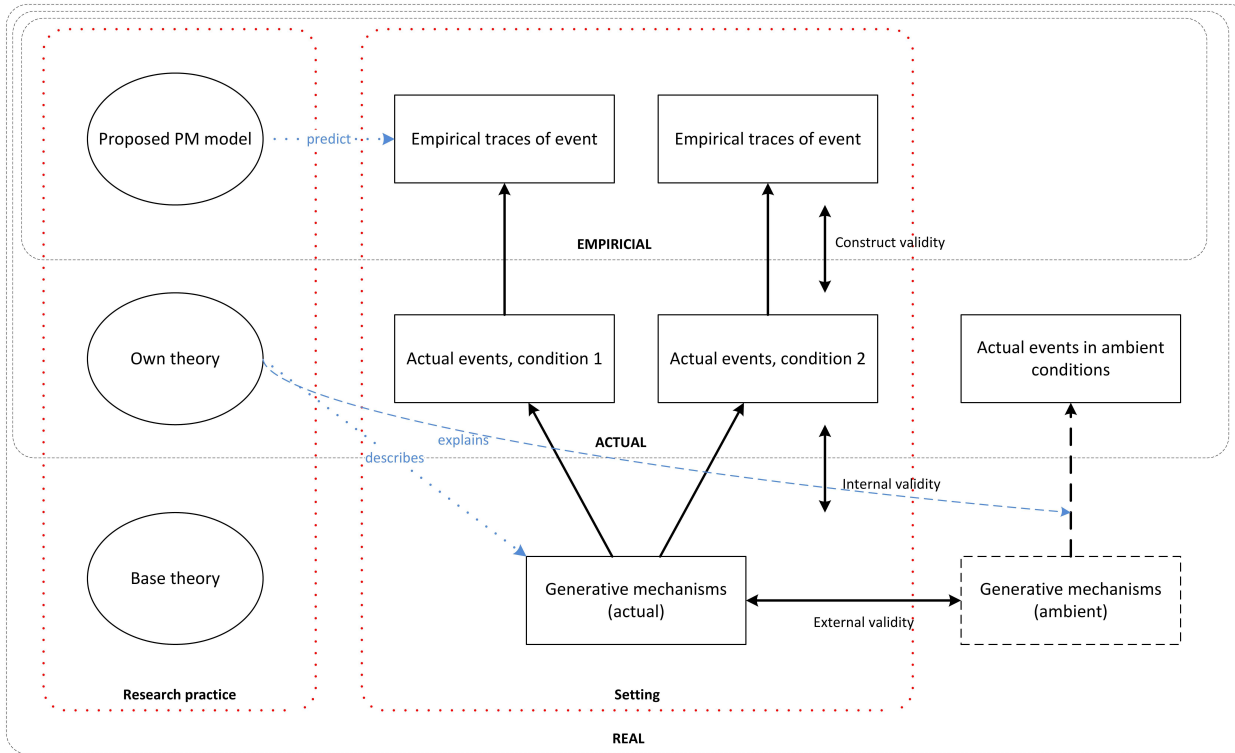 Proposed PM model
predict
Empirical traces of event
Empirical traces of event
EMPIRICIAL
Construct validity
Own theory
Actual events, condition 1
Actual events, condition 2
Actual events in ambient
conditions
explains
ACTUAL
describes
Internal validity
Base theory
Generative mechanisms
(actual)
External validity
Generative mechanisms
(ambient)
Research practice
Setting
REAL